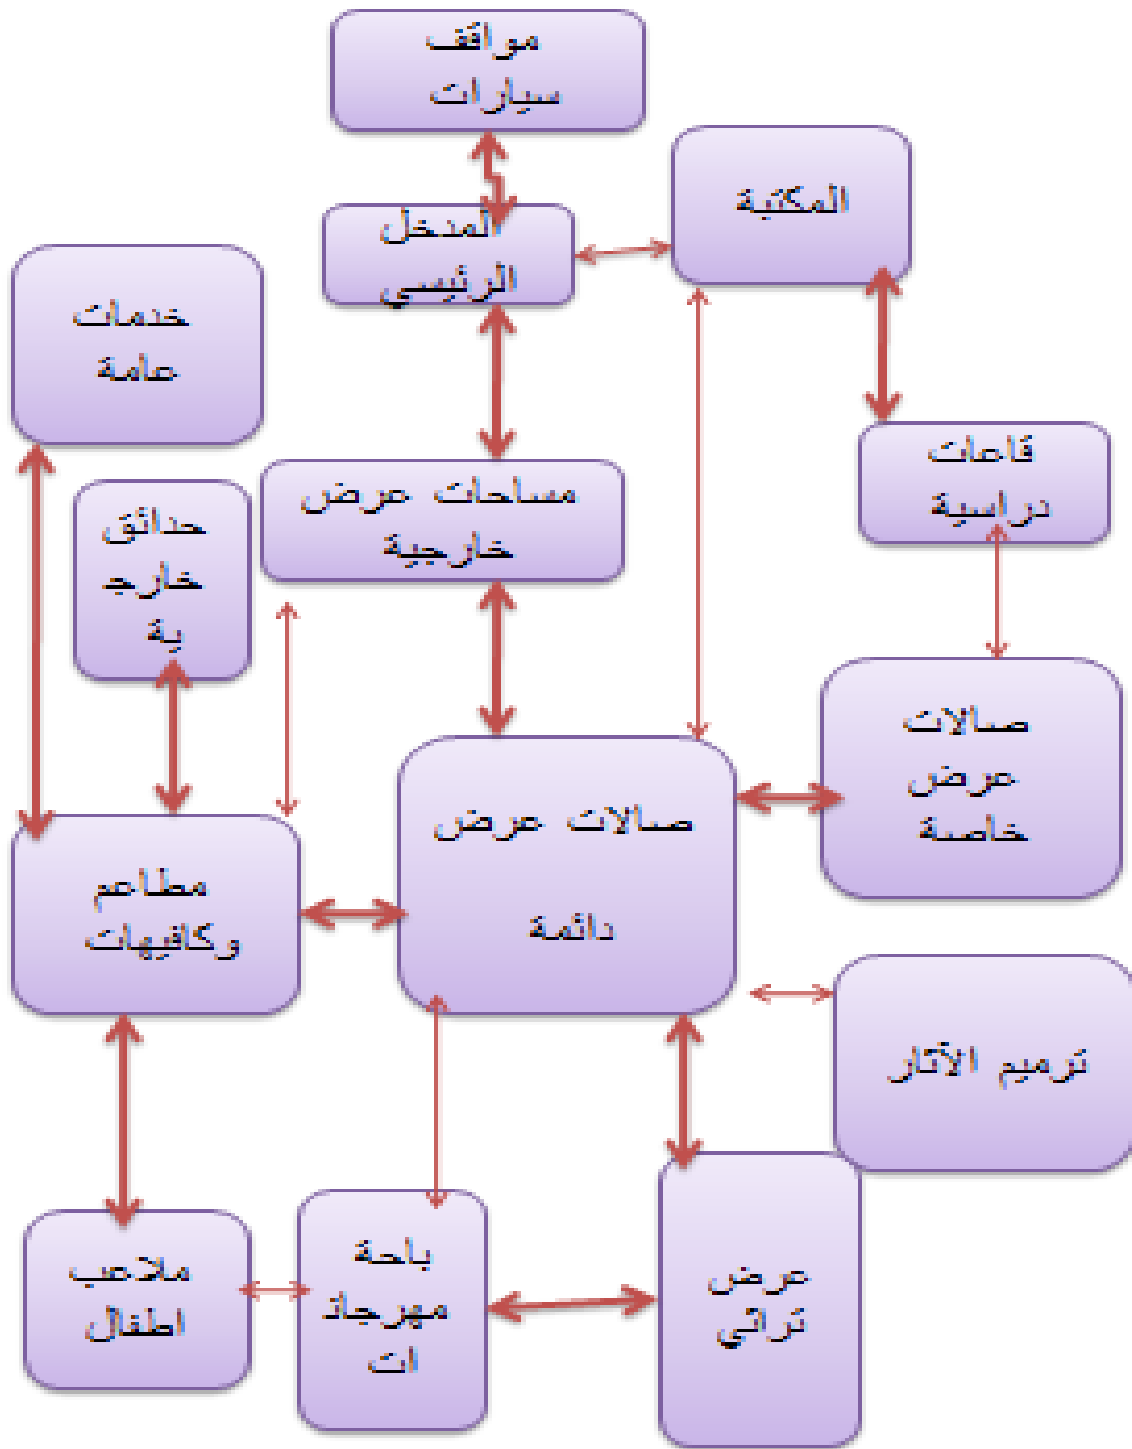 مواقف
سيارات
المكتبة
المدخل
الرئيسي
خدمات
عامة
قاعات
دراسية
مساحات عرض
خارجية
حدائق
خارج
ية
صالات
عرض
خاصة
صالات عرض
دائمة
مطاعم
وكافيهات
ترميم الآثار
عرض
تراثي
باحة
مهرجان
ات
ملاعب
اطفال